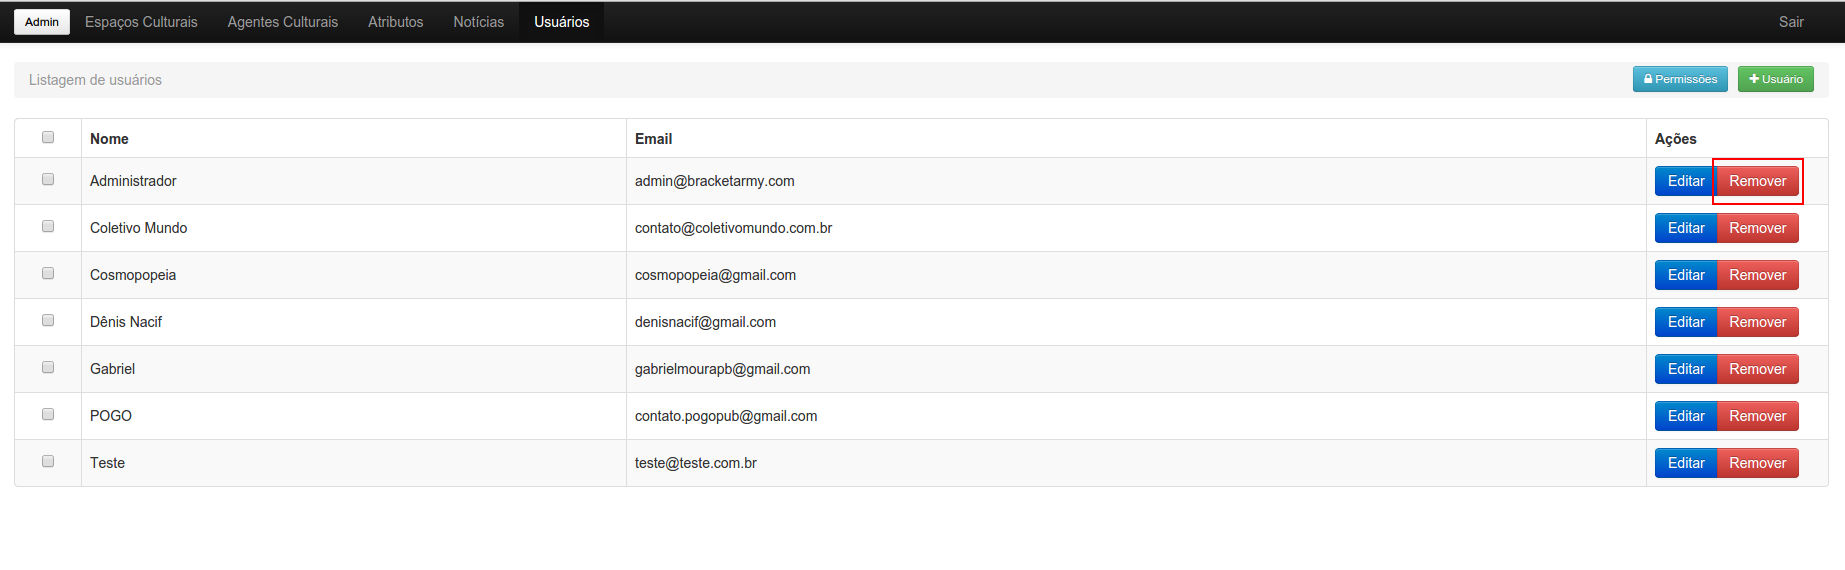 Admin Espaços Culturais Agentes Culturais Atributos Notícias Usuários Sair
Listagem de usuários Permissões Usuário
Nome Email Ações
Administrador admin@bracketarmy.com Editar Remover
Coletivo Mundo contato@coletivomundo.com.br Editar Remover
Cosmopopeia cosmopopeia@gmail.com Editar Remover
Dênis Nacif denisnacif@gmail.com Editar Remover
Gabriel gabrielmourapb@gmail.com Editar Remover
POGO contato.pogopub@gmail.com Editar Remover
Teste teste@teste.com.br Editar Remover